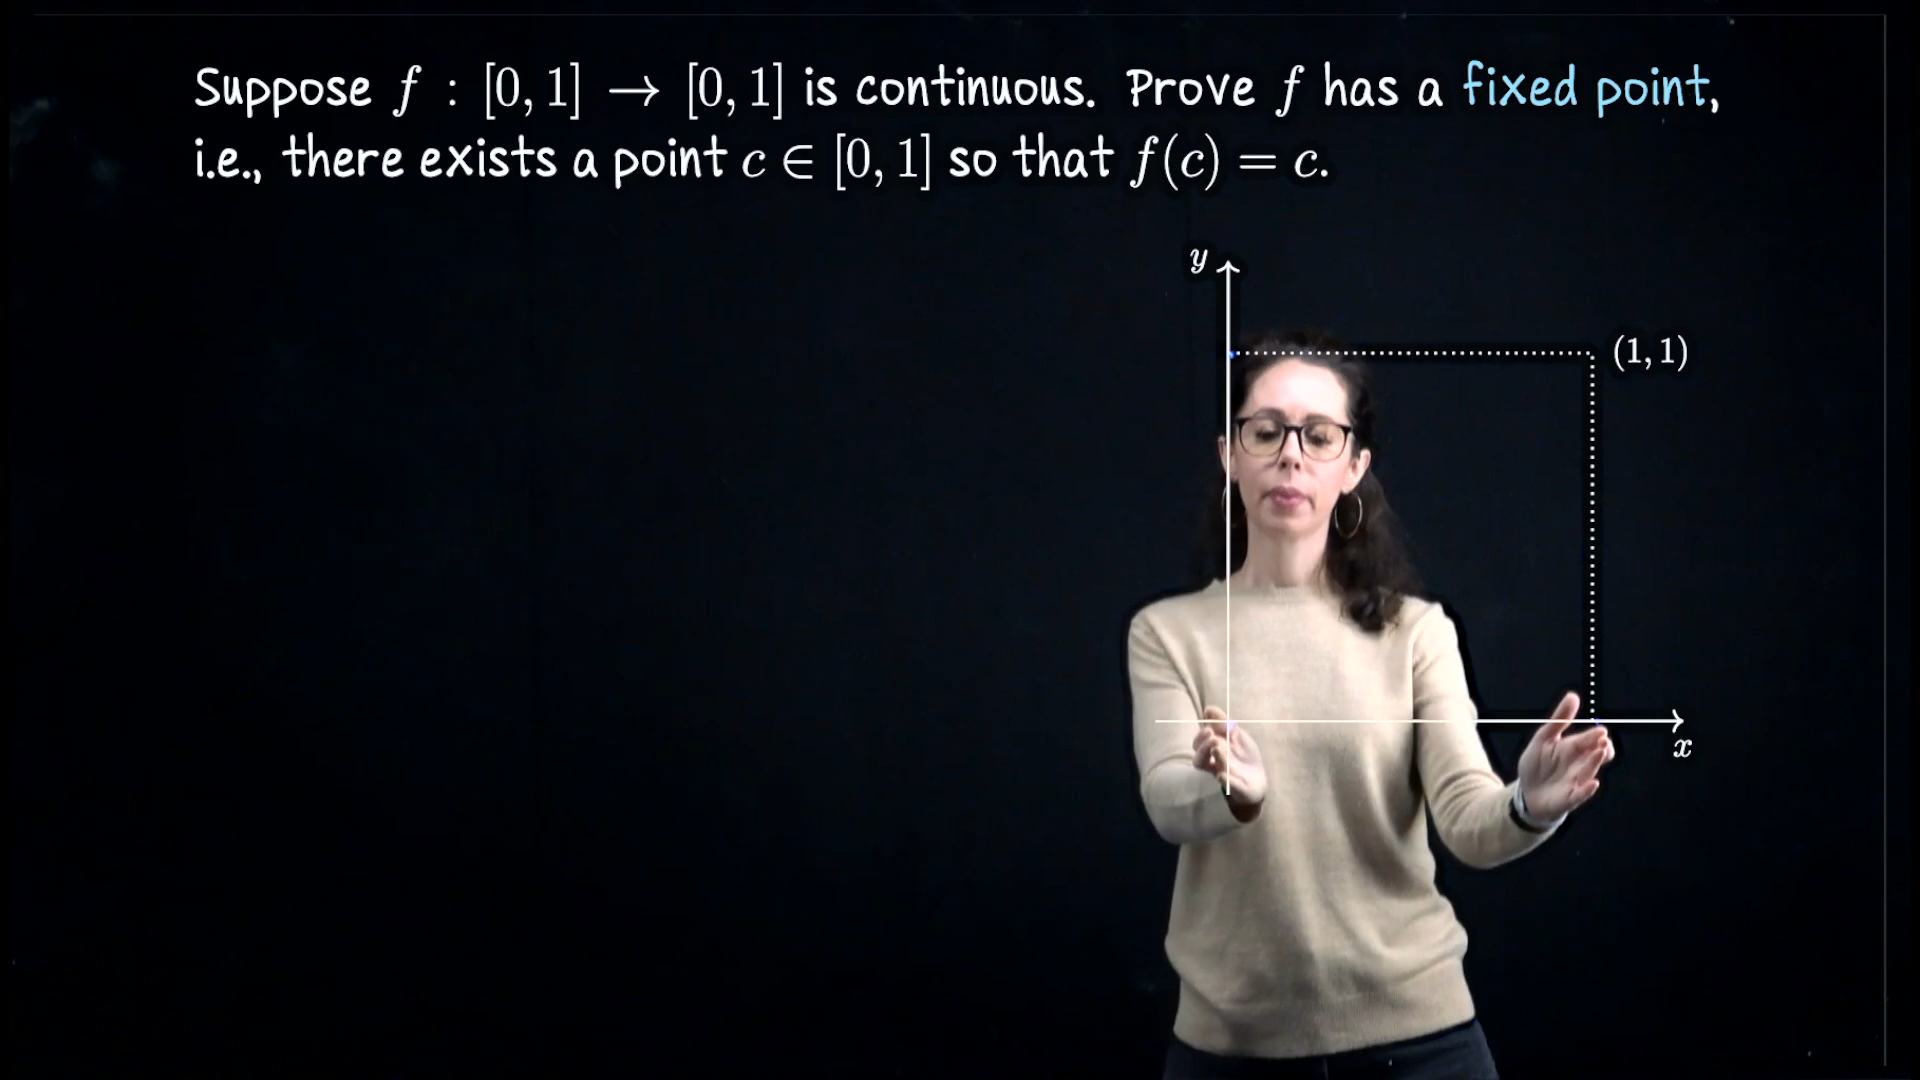 Suppose f : [0, 1] → [0, 1] is continuous. Prove f has a fixed point,
i.e., there exists a point c ∈ [0, 1] so that f(c) = c.
y
(1, 1)
x